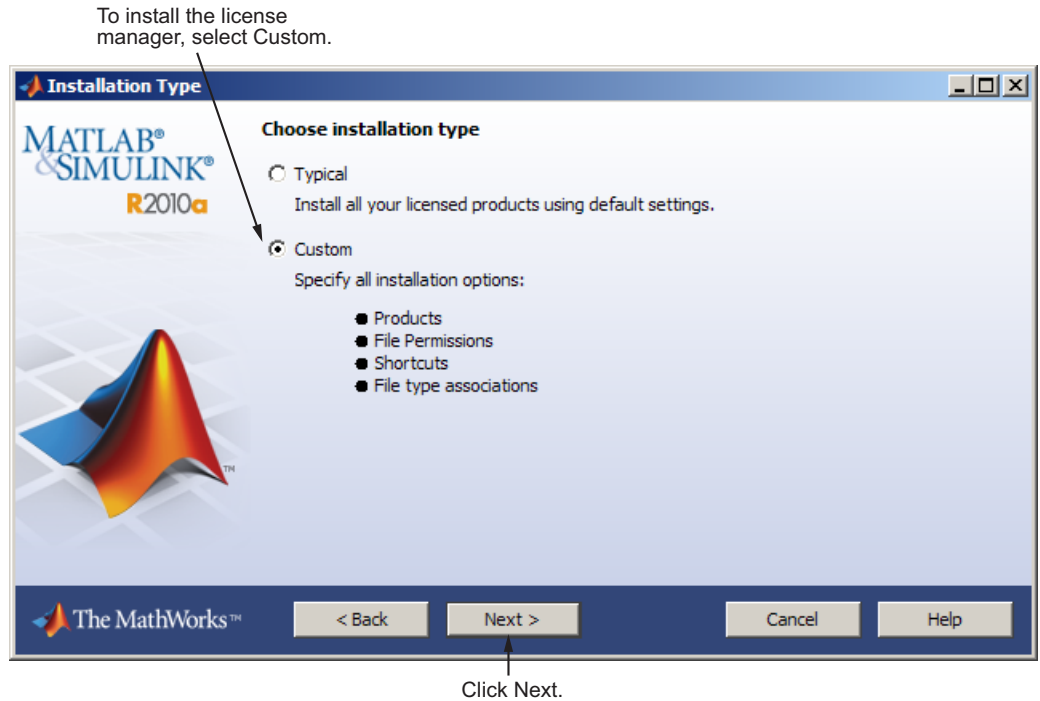 To install the license
manager, select Custom.
Installation Type
MATLAB®
&SIMULINK®
R2010a
Choose installation type
Typical
Install all your licensed products using default settings.
Custom
Specify all installation options:
Products
File Permissions
Shortcuts
File type associations
TM
The MathWorks™
< Back
Next >
Cancel
Help
Click Next.